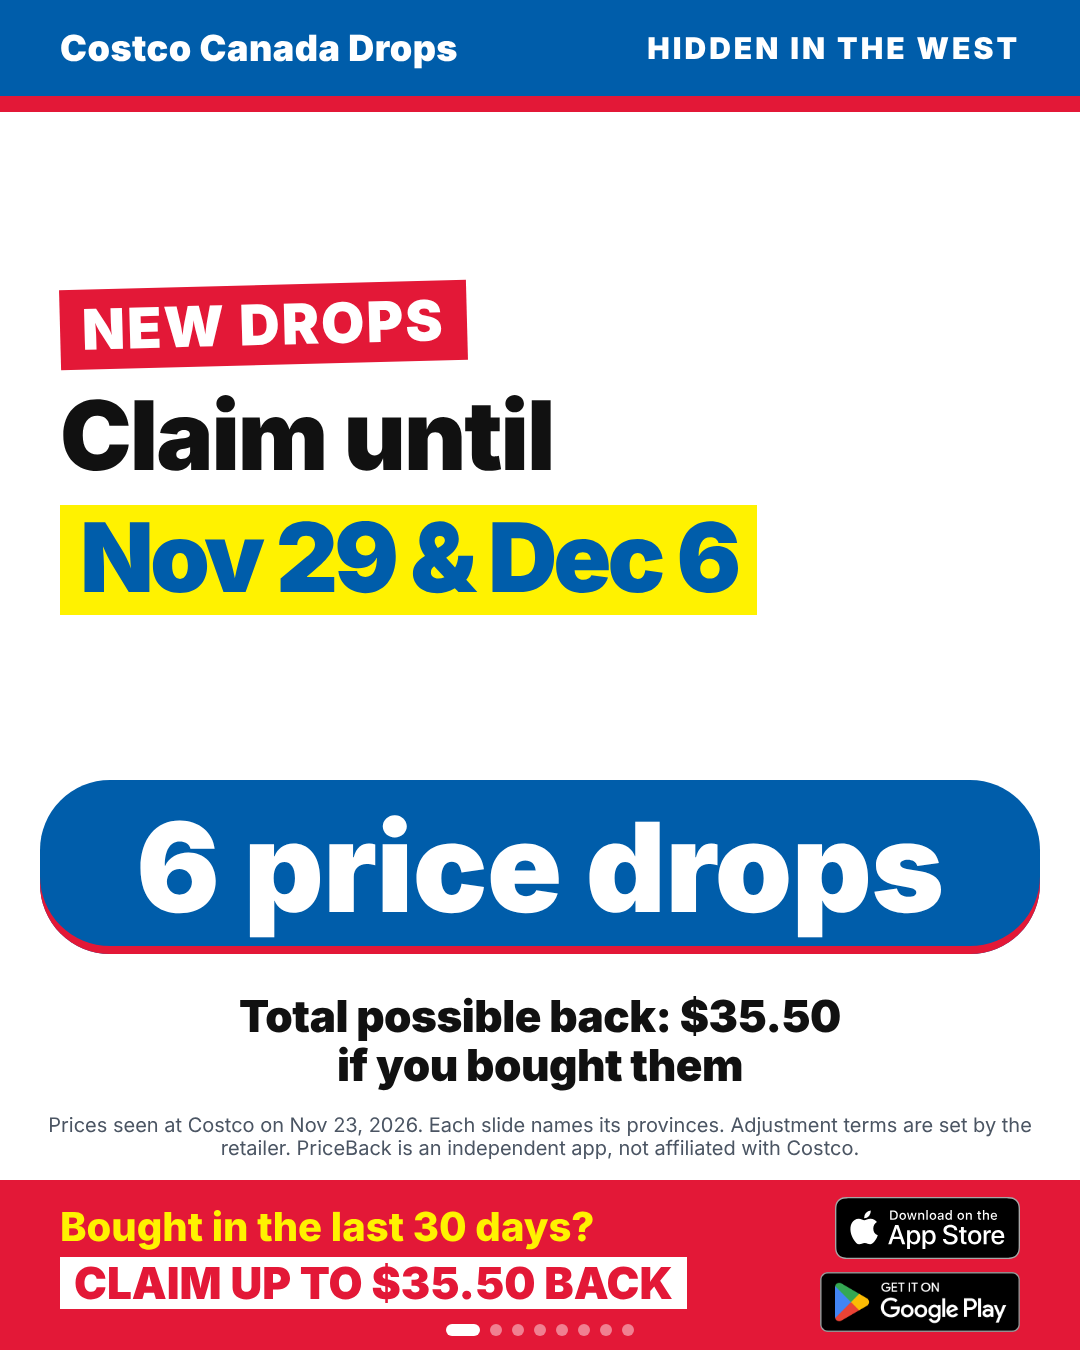 Costco Canada Drops
HIDDEN IN THE WEST
NEW DROPS
Claim until
Nov 29 & Dec 6
6 price drops
Total possible back: $35.50
if you bought them
Prices seen at Costco on Nov 23, 2026. Each slide names its provinces. Adjustment terms are set by the
retailer. PriceBack is an independent app, not affiliated with Costco.
Bought in the last 30 days?
CLAIM UP TO $35.50 BACK
Download on the
App Store
GET IT ON
Google Play